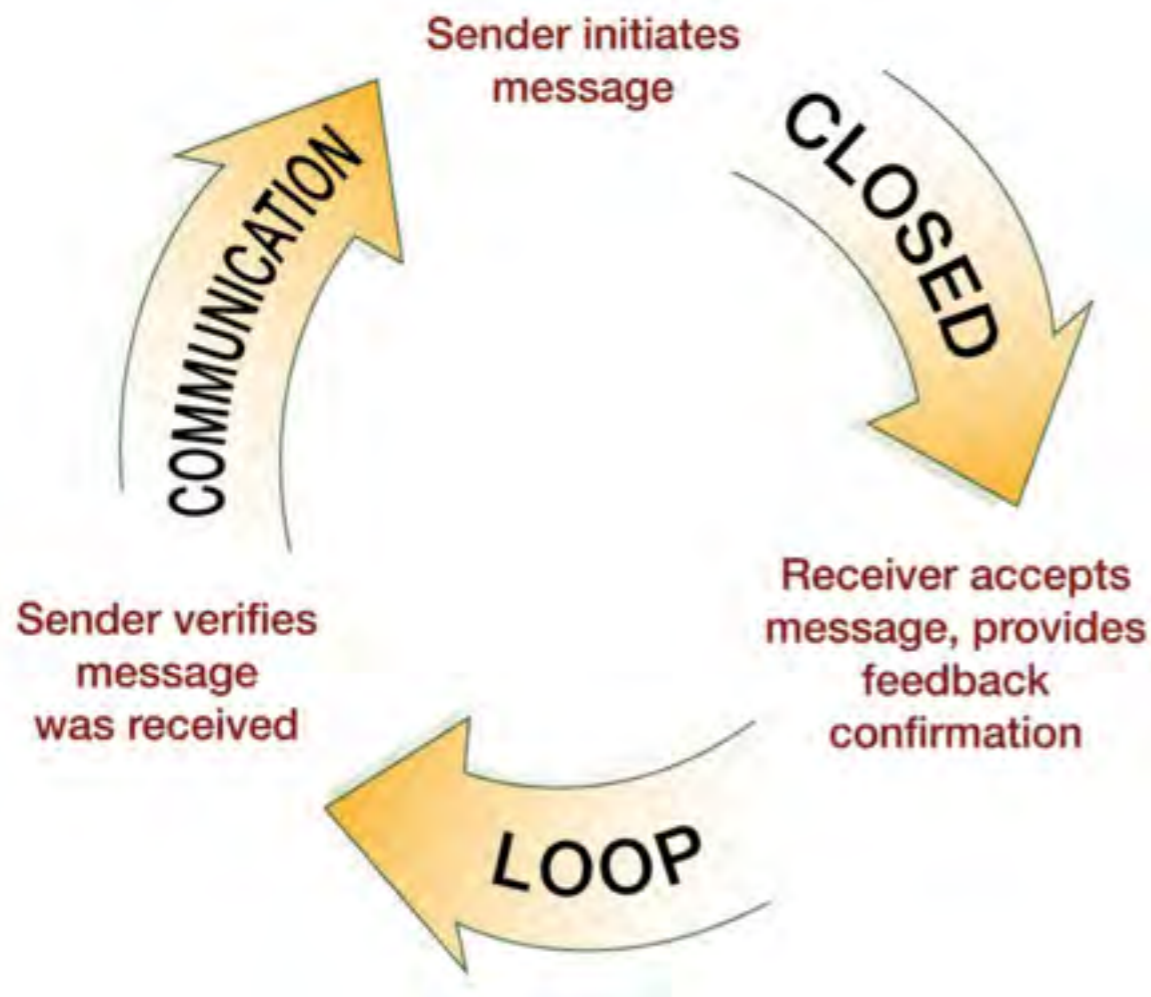 Sender initiates
message
CLOSED
Receiver accepts
message, provides
feedback
confirmation
LOOP
Sender verifies
message
was received
COMMUNICATION